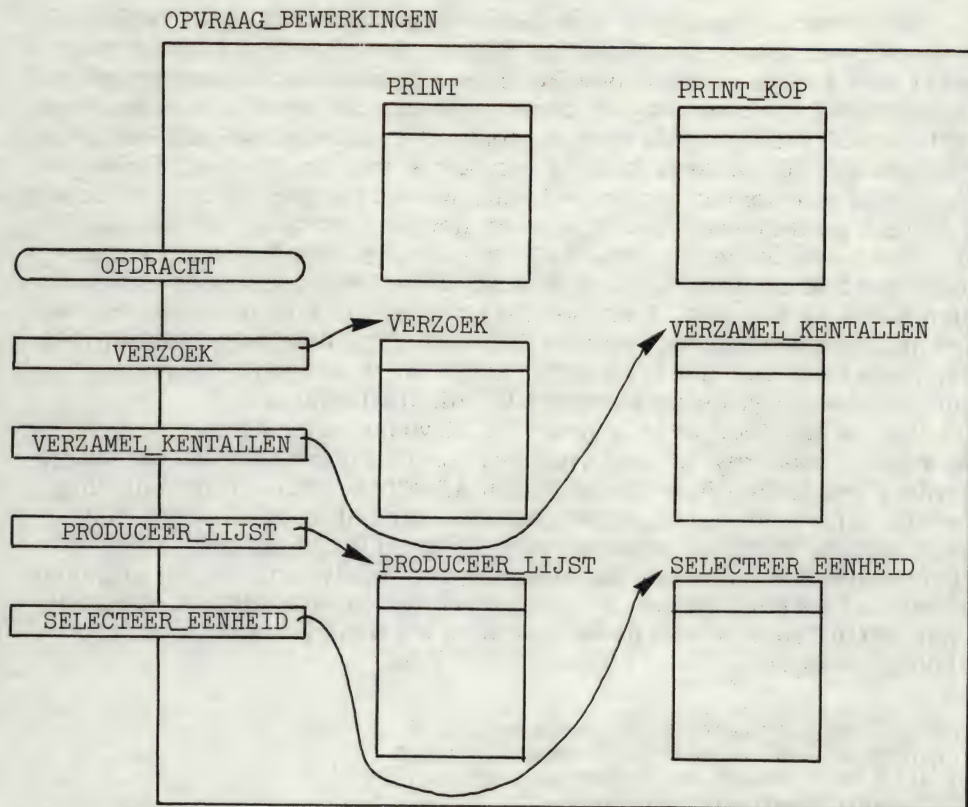 OPVRAAG_BEWERKINGEN
PRINT
PRINT_KOP
OPDRACHT
VERZOEK
VERZOEK
VERZAMEL_KENTALLEN
VERZAMEL_KENTALLEN
PRODUCEER_LIJST
PRODUCEER_LIJST
SELECTEER_EENHEID
SELECTEER_EENHEID